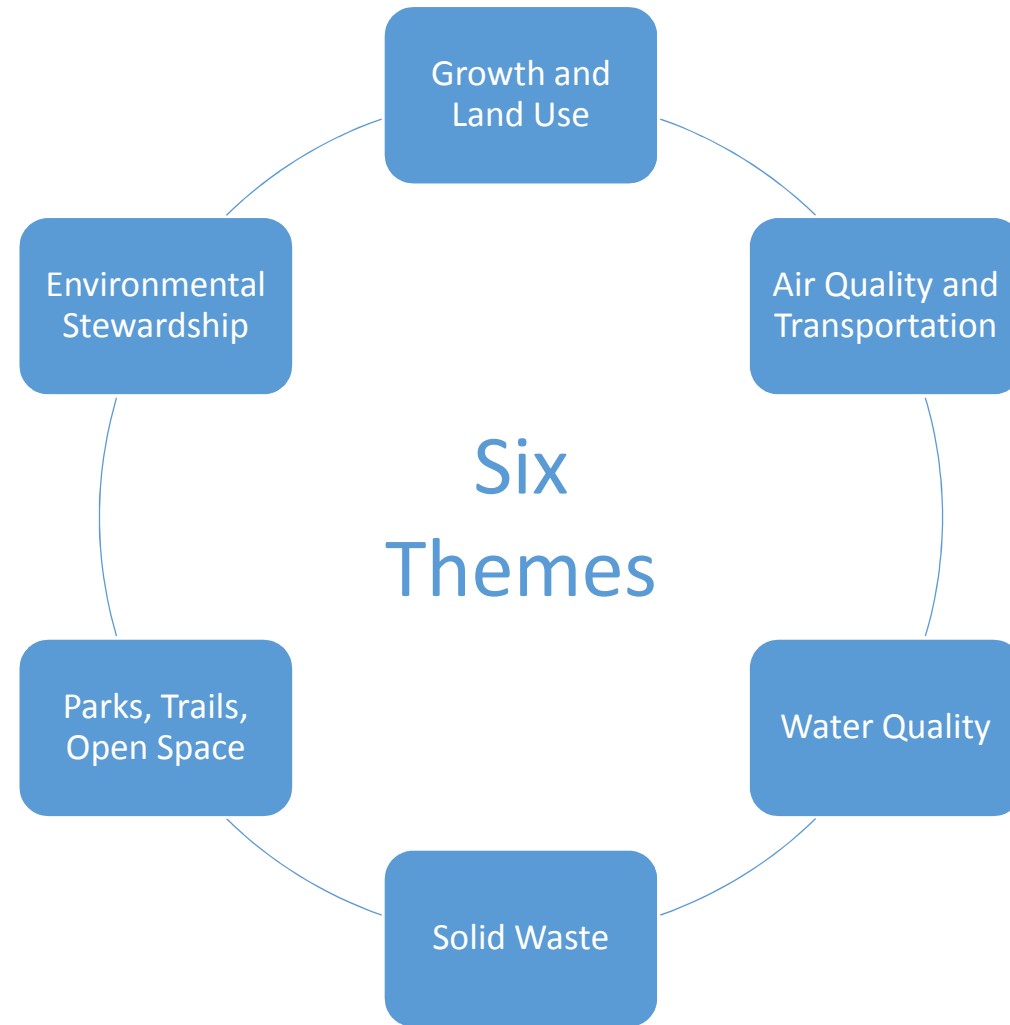 Growth and
Land Use
Air Quality and
Transportation
Water Quality
Solid Waste
Parks, Trails,
Open Space
Environmental
Stewardship
Six
Themes